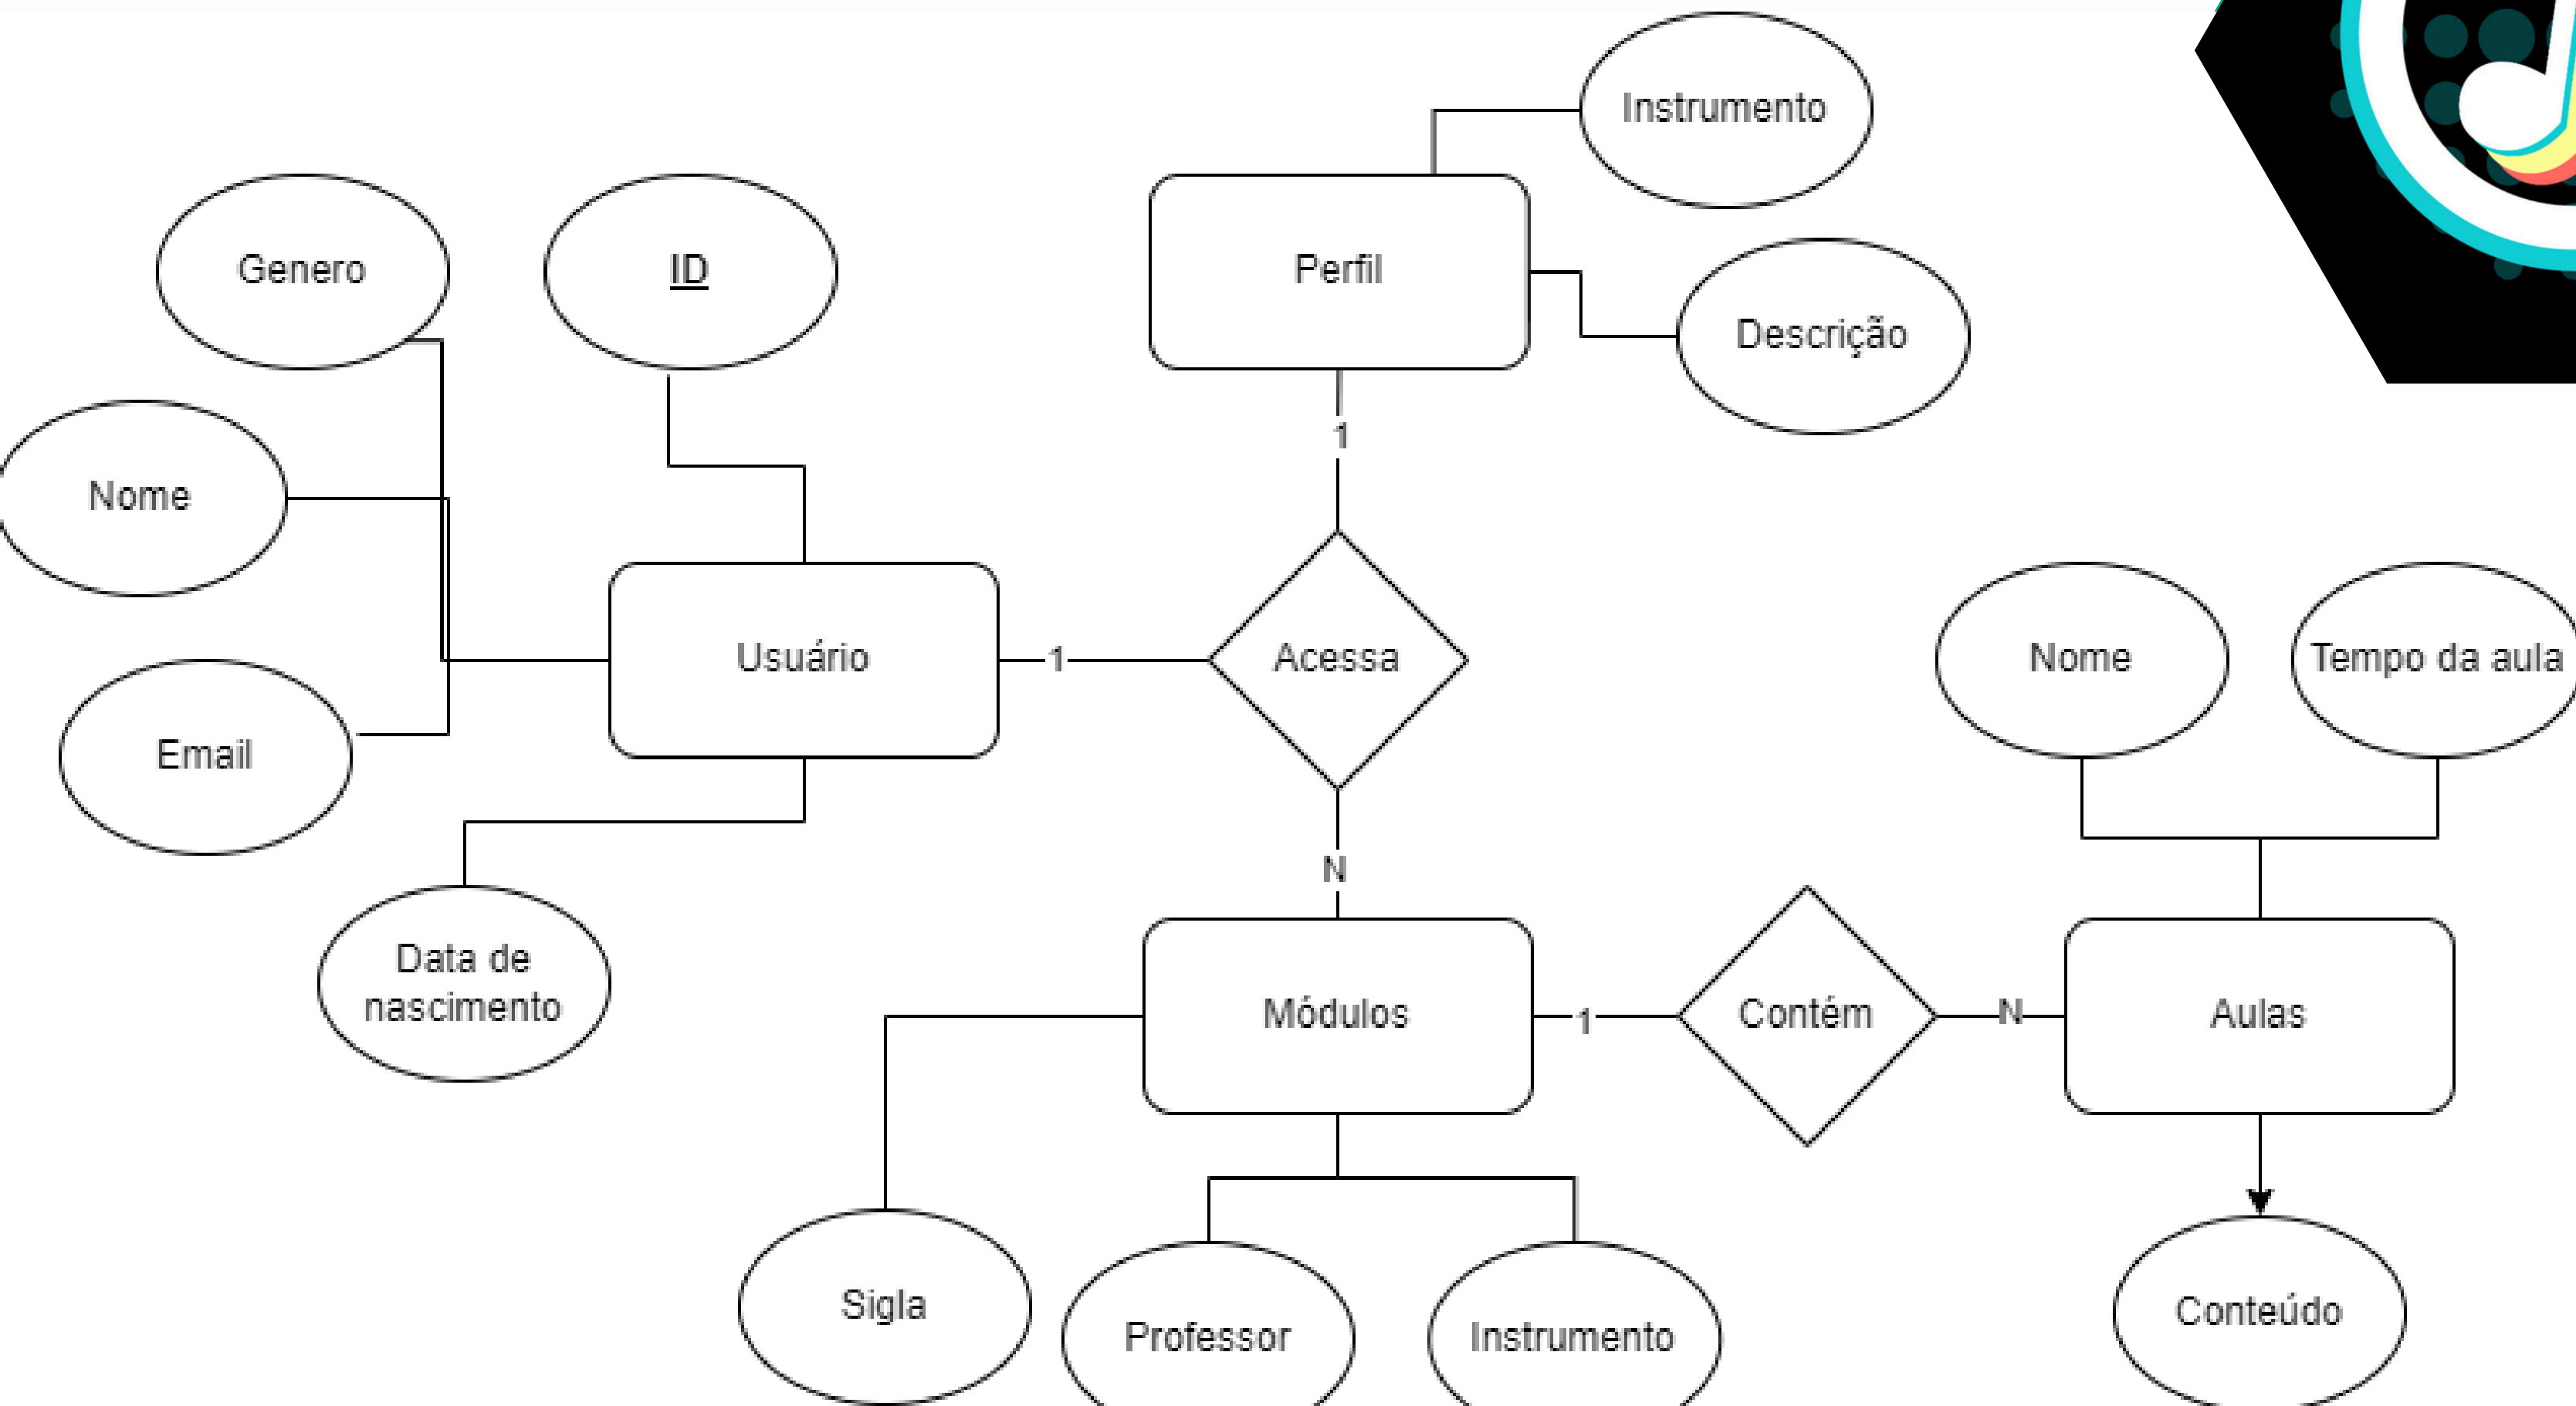 Instrumento
Genero
ID
Perfil
Descrição
1
Nome
Usuário
1
Acessa
Nome
Tempo da aula
Email
N
Data de
nascimento
Módulos
1
Contém
N
Aulas
Sigla
Professor
Instrumento
Conteúdo